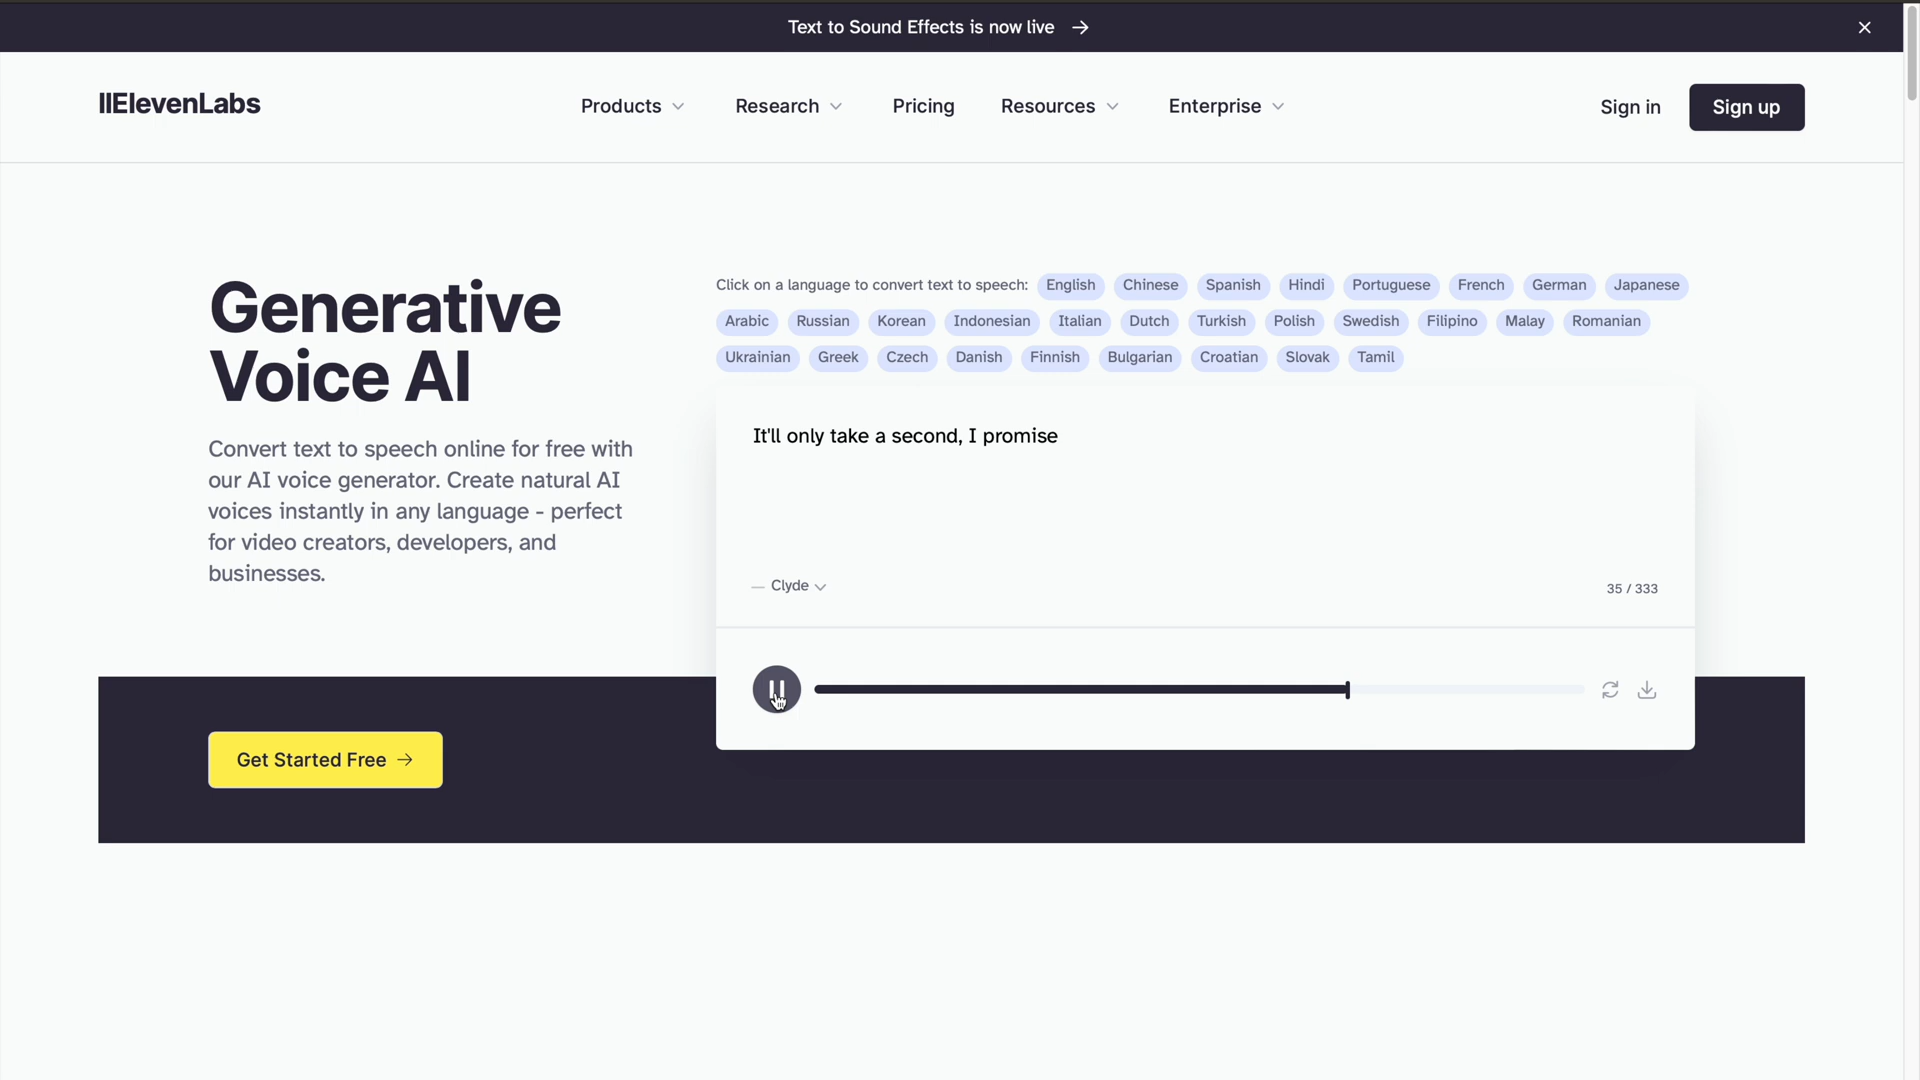 Text to Sound Effects is now live →
IIElevenLabs
Products
Research
Pricing
Resources
Enterprise
Sign in
Sign up
Generative
Voice AI
Convert text to speech online for free with
our AI voice generator. Create natural AI
voices instantly in any language - perfect
for video creators, developers, and
businesses.
Click on a language to convert text to speech: English Chinese Spanish Hindi Portuguese French German Japanese
Arabic Russian Korean Indonesian Italian Dutch Turkish Polish Swedish Filipino Malay Romanian
Ukrainian Greek Czech Danish Finnish Bulgarian Croatian Slovak Tamil
It'll only take a second, I promise
— Clyde
35 / 333
Get Started Free →